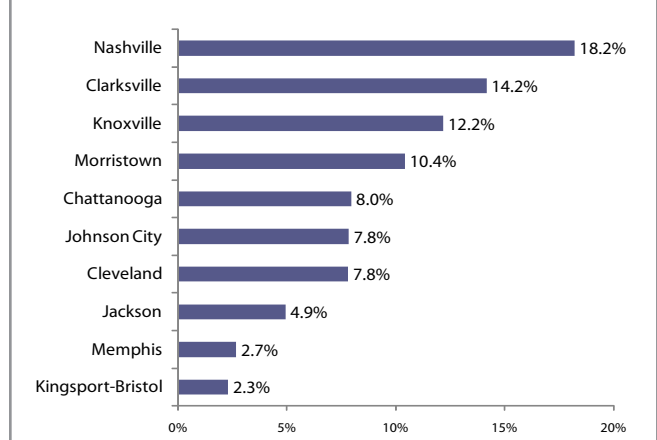 Nashville 18.2%
Clarksville 14.2%
Knoxville 12.2%
Morristown 10.4%
Chattanooga 8.0%
Johnson City 7.8%
Cleveland 7.8%
Jackson 4.9%
Memphis 2.7%
Kingsport-Bristol 2.3%
0% 5% 10% 15% 20%